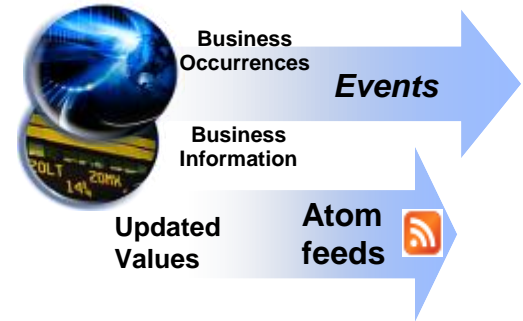 Business
Occurrences
Events
Business
Information
Updated
Values
Atom
feeds